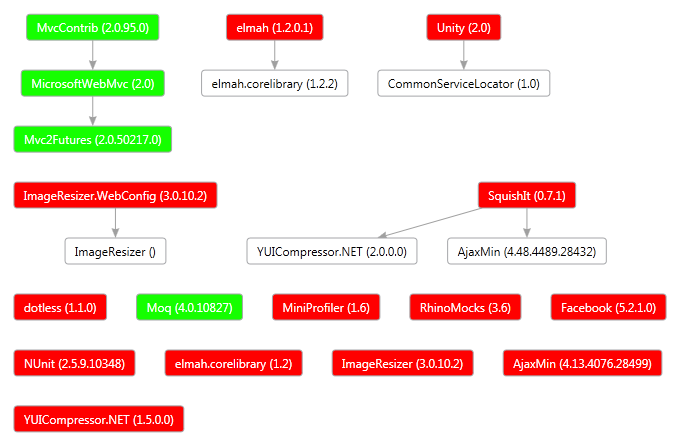 MvcContrib (2.0.95.0)
elmah (1.2.0.1)
Unity (2.0)
MicrosoftWebMvc (2.0)
elmah.corelibrary (1.2.2)
CommonServiceLocator (1.0)
Mvc2Futures (2.0.50217.0)
ImageResizer.WebConfig (3.0.10.2)
SquishIt (0.7.1)
ImageResizer ()
YUICompressor.NET (2.0.0.0)
AjaxMin (4.48.4489.28432)
dotless (1.1.0)
Moq (4.0.10827)
MiniProfiler (1.6)
RhinoMocks (3.6)
Facebook (5.2.1.0)
NUnit (2.5.9.10348)
elmah.corelibrary (1.2)
ImageResizer (3.0.10.2)
AjaxMin (4.13.4076.28499)
YUICompressor.NET (1.5.0.0)